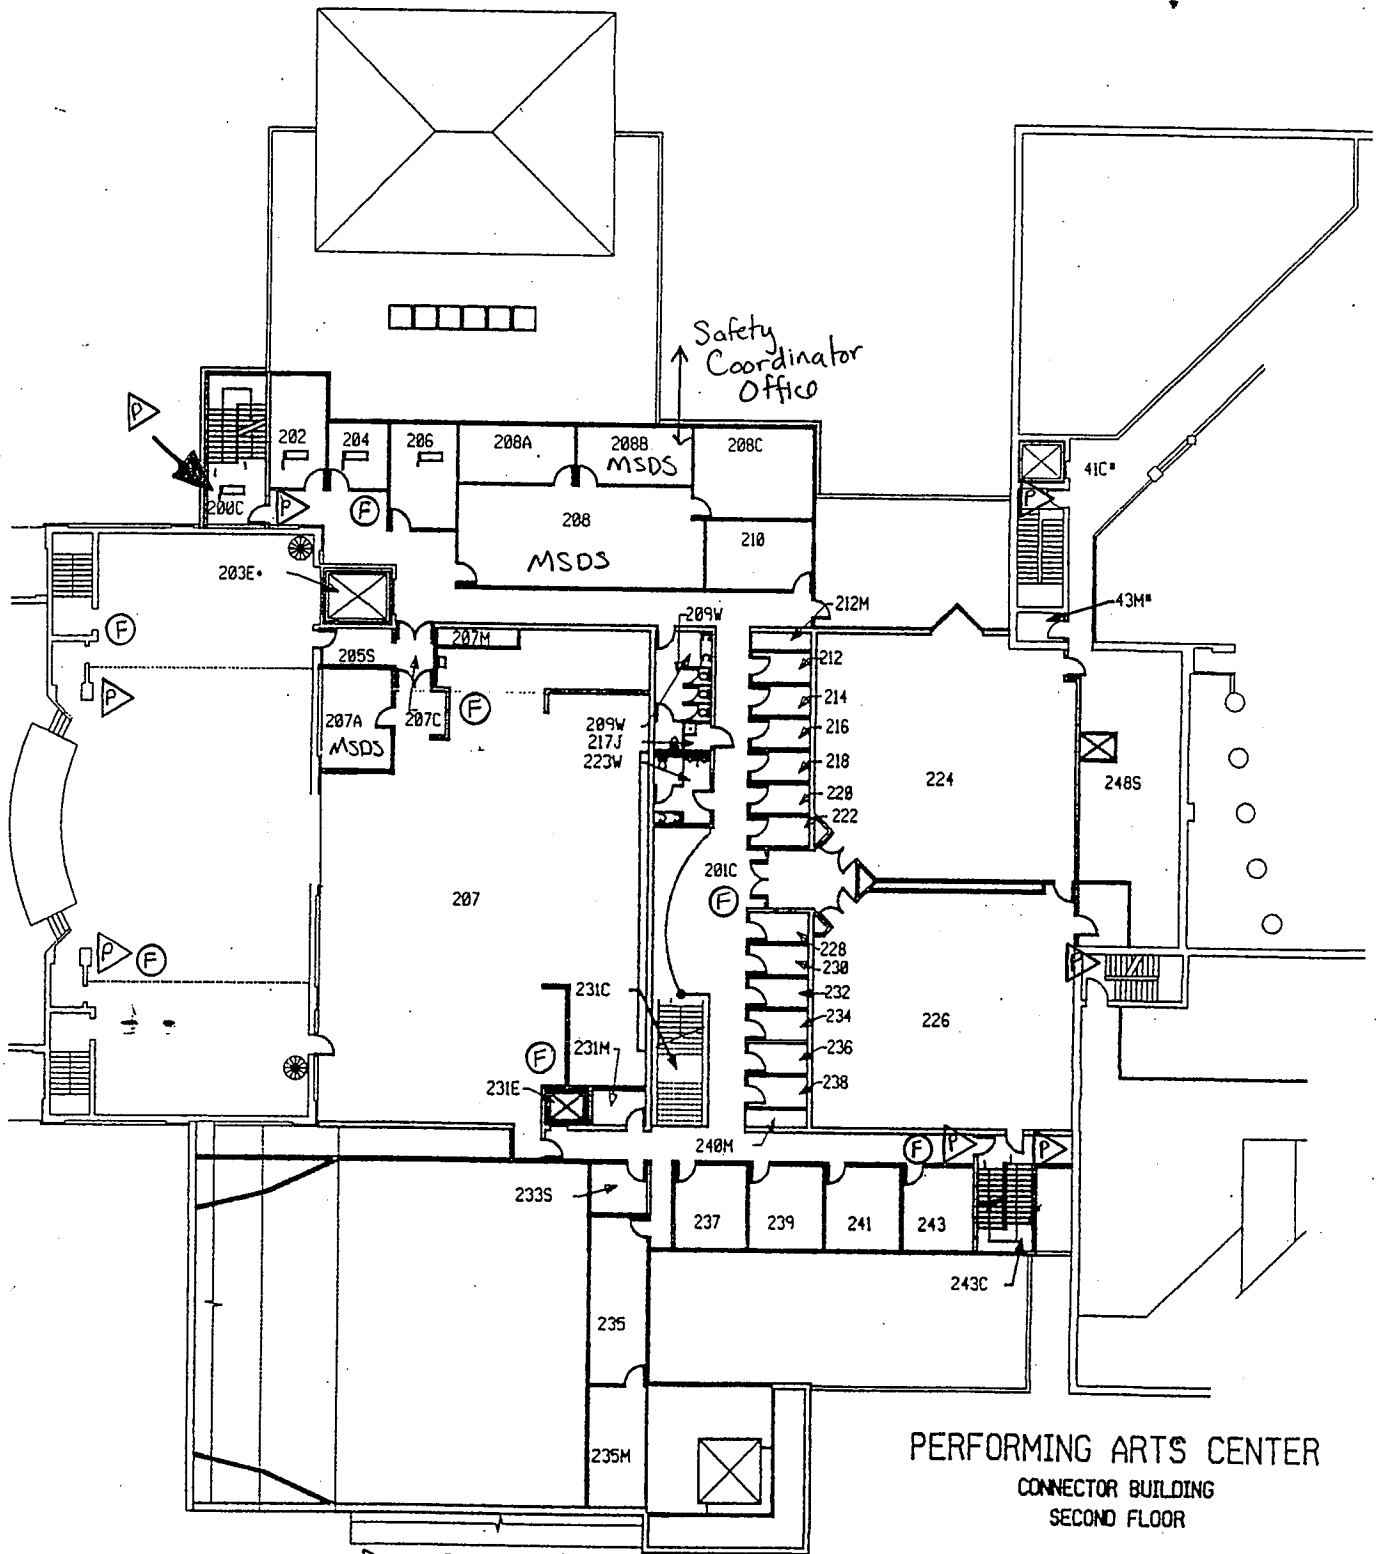 Safety
Coordinator
Office
P
202
204
206
208A
208B
MSDS
208C
200C
P
F
208
MSDS
210
41C*
P
203E*
F
205S
207M
209W
212M
43M*
P
207A
MSDS
207C
F
209W
217J
223W
212
214
216
218
220
222
224
248S
207
201C
F
P
F
228
230
232
234
236
238
226
P
231C
231M
F
231E
240M
F
P
P
233S
237
239
241
243
243C
235
235M
PERFORMING ARTS CENTER
CONNECTOR BUILDING
SECOND FLOOR